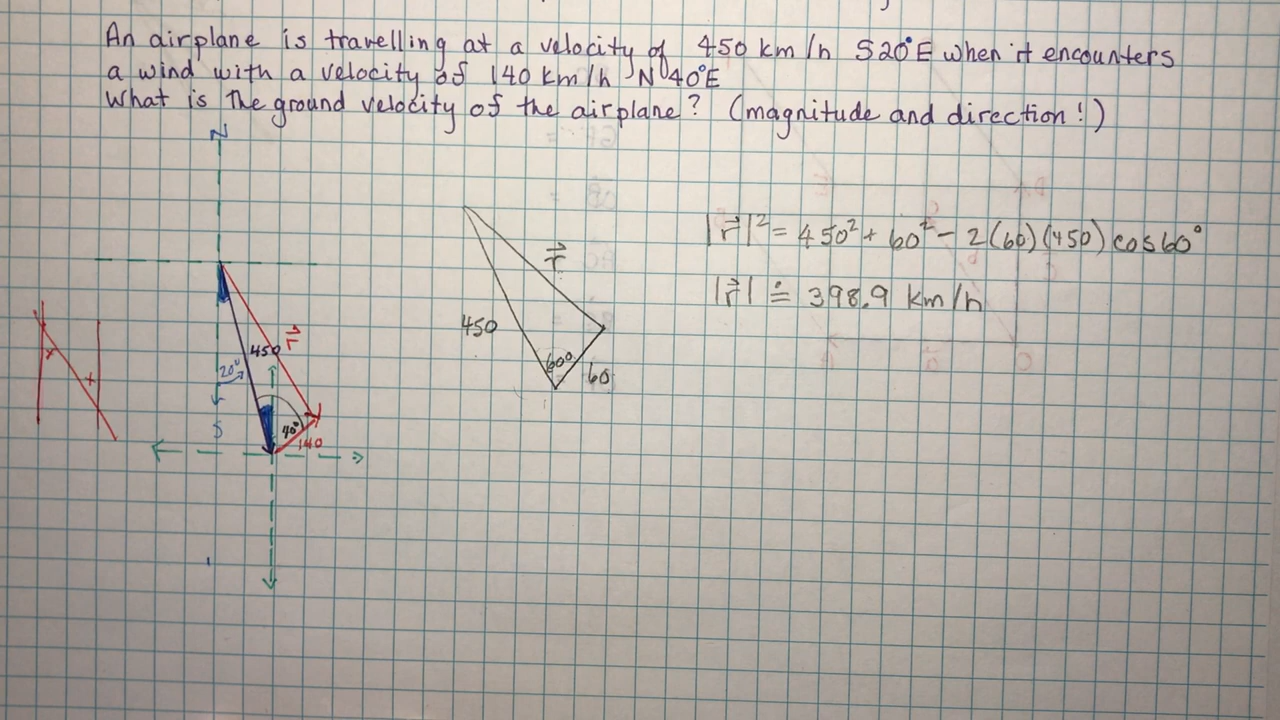 An airplane is travelling at a velocity of 450 km/h S20°E when it encounters
a wind with a velocity of 140 km/h N40°E
What is the ground velocity of the airplane? (magnitude and direction!)
N
|r⃗|² = 450² + 60² - 2(60)(450) cos60°
|r⃗| ≐ 398.9 km/h
r⃗
450
60°
60
450
r⃗
20°
S
40°
140